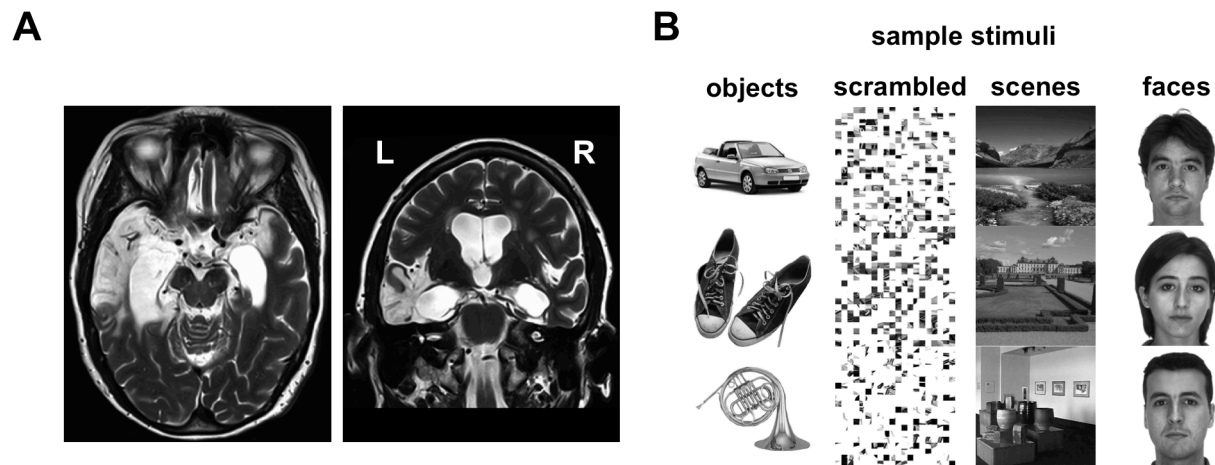 A
L
R
B
sample stimuli
objects
scrambled
scenes
faces